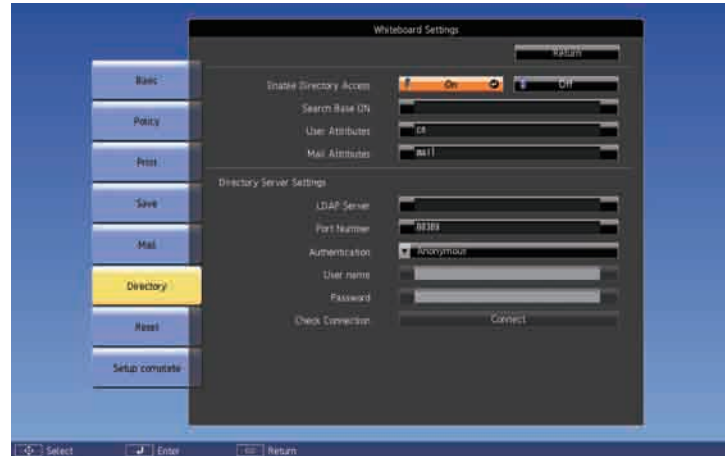 Whiteboard Settings
Return
Basic
Policy
Print
Save
Mail
Directory
Reset
Setup complete
Enable Directory Access On Off
Search Base DN
User Attributes cn
Mail Attributes mail
Directory Server Settings
LDAP Server
Port Number 00389
Authentication Anonymous
User name
Password
Check Connection Connect
Select Enter Return